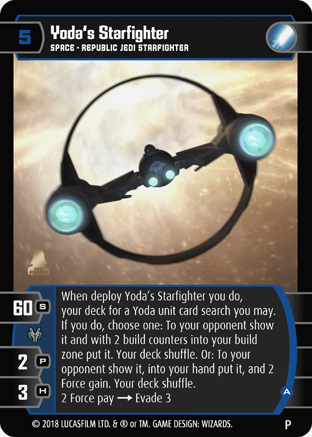 5
Yoda's Starfighter
SPACE - REPUBLIC JEDI STARFIGHTER
60 S
2 P
3 H
When deploy Yoda's Starfighter you do,
your deck for a Yoda unit card search you may.
If you do, choose one: To your opponent show
it and with 2 build counters into your build
zone put it. Your deck shuffle. Or: To your
opponent show it, into your hand put it, and 2
Force gain. Your deck shuffle.
2 Force pay → Evade 3
A
© 2018 LUCASFILM LTD. & ® or TM. GAME DESIGN: WIZARDS.
P